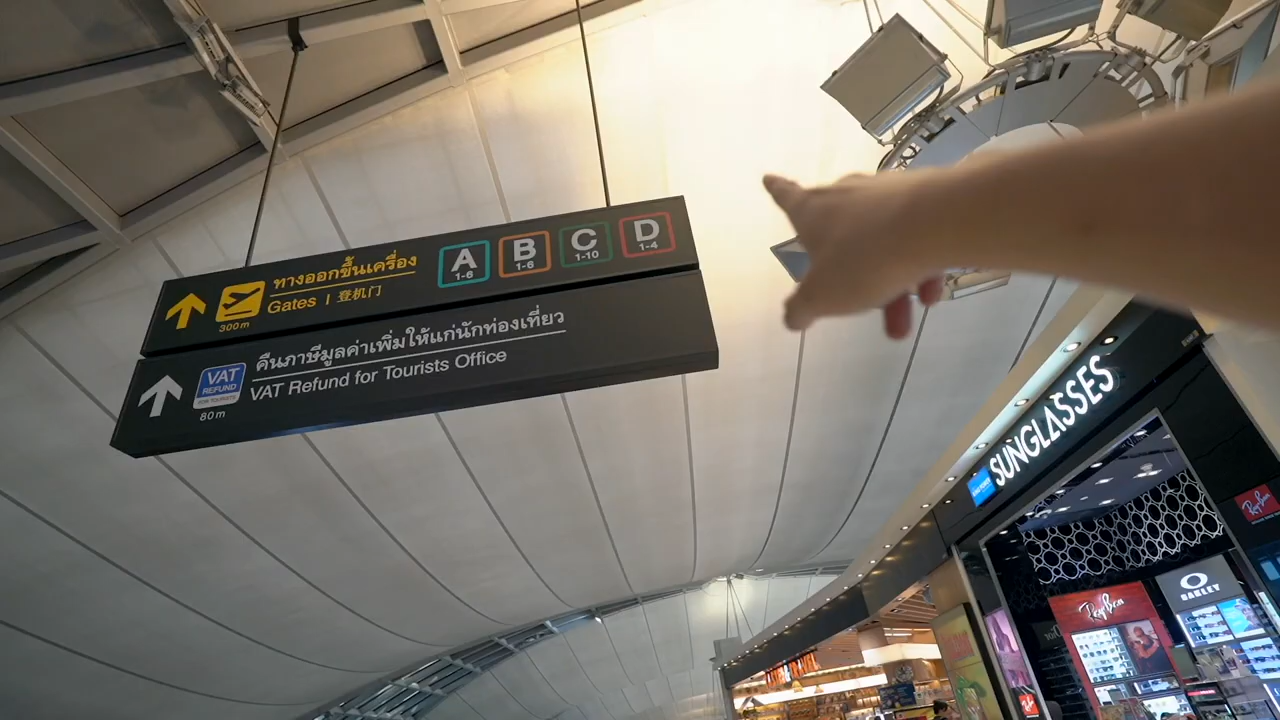 ทางออกขึ้นเครื่อง
Gates | 登机门
300m
A
1-6
B
1-6
C
1-10
D
1-4
คืนภาษีมูลค่าเพิ่มให้แก่นักท่องเที่ยว
VAT Refund for Tourists Office
VAT
REFUND
FOR TOURISTS
80m
SUNGLASSES
Ray-Ban
OAKLEY
Ray-Ban